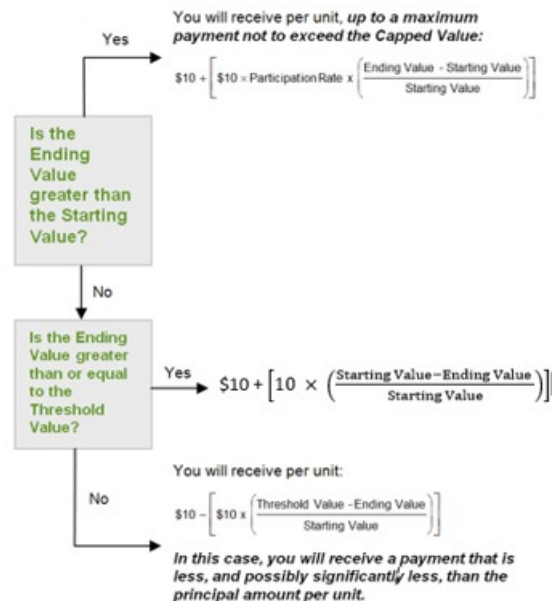 You will receive per unit, up to a maximum
payment not to exceed the Capped Value:
Yes
$10 + [ $10 × Participation Rate x ( Ending Value - Starting Value / Starting Value ) ]
Is the
Ending
Value
greater than
the Starting
Value?
No
Is the Ending
Value greater
than or equal
to the
Threshold
Value?
Yes
$10 + [ 10 × ( Starting Value−Ending Value / Starting Value ) ]
You will receive per unit:
No
$10 − [ $10 x ( Threshold Value - Ending Value / Starting Value ) ]
In this case, you will receive a payment that is
less, and possibly significantly less, than the
principal amount per unit.